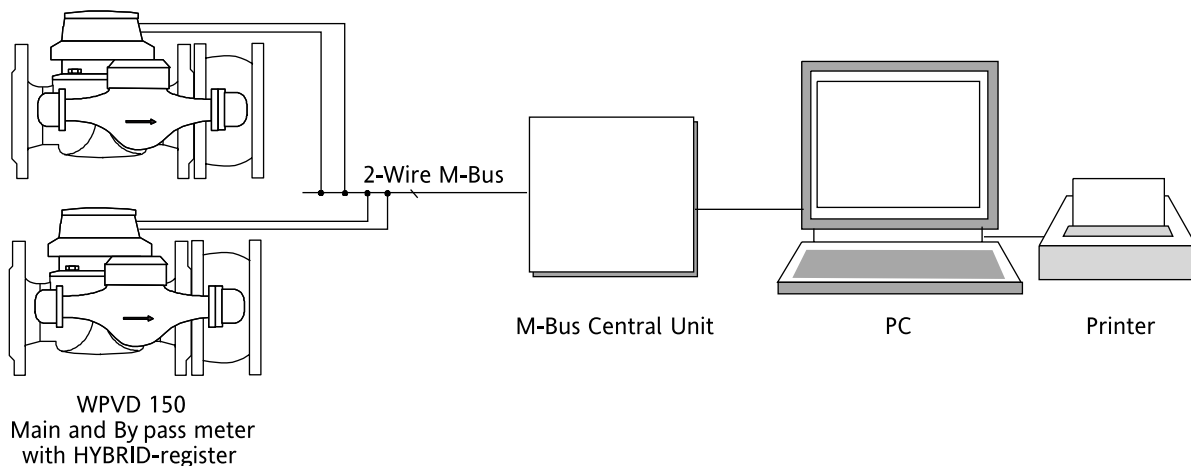 2-Wire M-Bus
M-Bus Central Unit
PC
Printer
WPVD 150
Main and By pass meter
with HYBRID-register